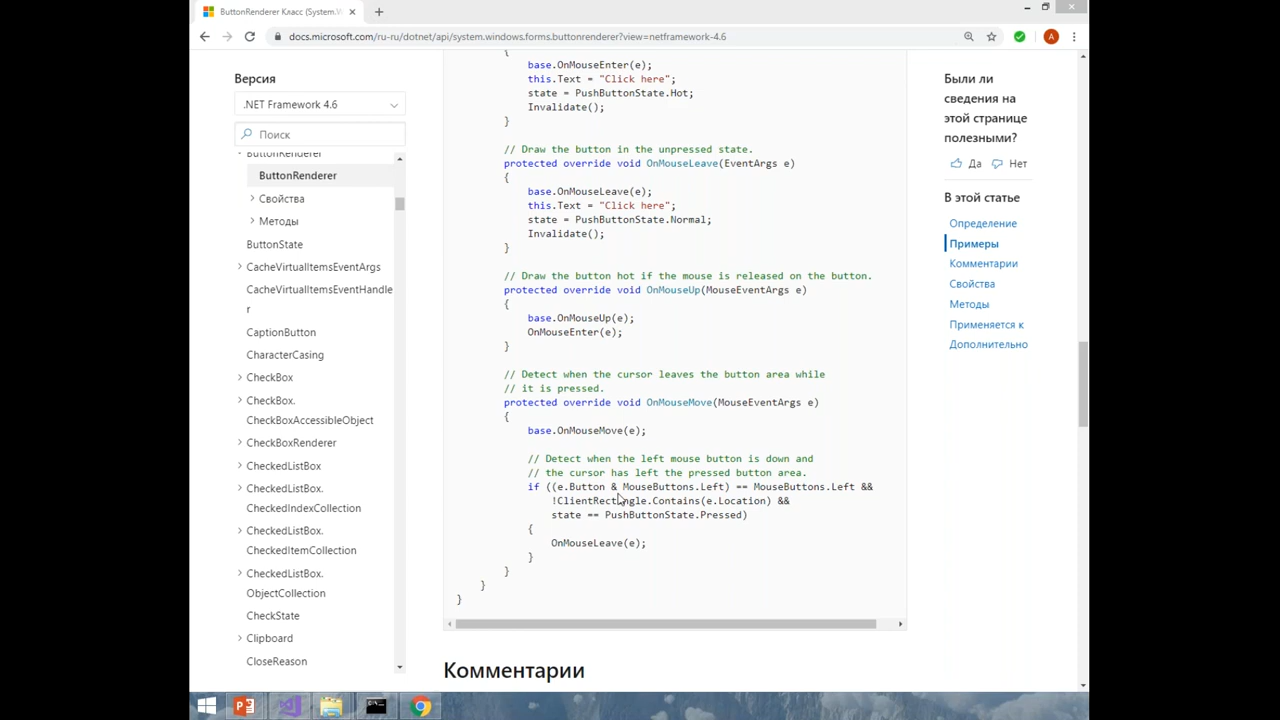 ButtonRenderer Класс (System.W
docs.microsoft.com/ru-ru/dotnet/api/system.windows.forms.buttonrenderer?view=netframework-4.6
A
Версия
.NET Framework 4.6
Поиск
ButtonRenderer
ButtonRenderer
Свойства
Методы
ButtonState
CacheVirtualItemsEventArgs
CacheVirtualItemsEventHandle
r
CaptionButton
CharacterCasing
CheckBox
CheckBox.
CheckBoxAccessibleObject
CheckBoxRenderer
CheckedListBox
CheckedListBox.
CheckedIndexCollection
CheckedListBox.
CheckedItemCollection
CheckedListBox.
ObjectCollection
CheckState
Clipboard
CloseReason
{
base.OnMouseEnter(e);
this.Text = "Click here";
state = PushButtonState.Hot;
Invalidate();
}
// Draw the button in the unpressed state.
protected override void OnMouseLeave(EventArgs e)
{
base.OnMouseLeave(e);
this.Text = "Click here";
state = PushButtonState.Normal;
Invalidate();
}
// Draw the button hot if the mouse is released on the button.
protected override void OnMouseUp(MouseEventArgs e)
{
base.OnMouseUp(e);
OnMouseEnter(e);
}
// Detect when the cursor leaves the button area while
// it is pressed.
protected override void OnMouseMove(MouseEventArgs e)
{
base.OnMouseMove(e);
// Detect when the left mouse button is down and
// the cursor has left the pressed button area.
if ((e.Button & MouseButtons.Left) == MouseButtons.Left &&
!ClientRectangle.Contains(e.Location) &&
state == PushButtonState.Pressed)
{
OnMouseLeave(e);
}
}
}
}
Комментарии
Были ли
сведения на
этой странице
полезными?
Да Нет
В этой статье
Определение
Примеры
Комментарии
Свойства
Методы
Применяется к
Дополнительно